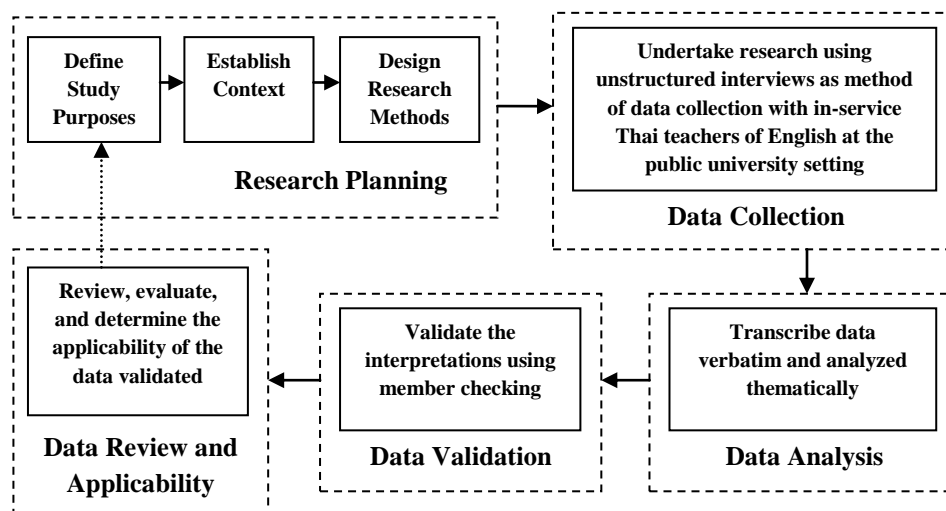 Define
Study
Purposes
Establish
Context
Design
Research
Methods
Research Planning
Undertake research using
unstructured interviews as method
of data collection with in-service
Thai teachers of English at the
public university setting
Data Collection
Transcribe data
verbatim and analyzed
thematically
Data Analysis
Validate the
interpretations using
member checking
Data Validation
Review, evaluate,
and determine the
applicability of the
data validated
Data Review and
Applicability